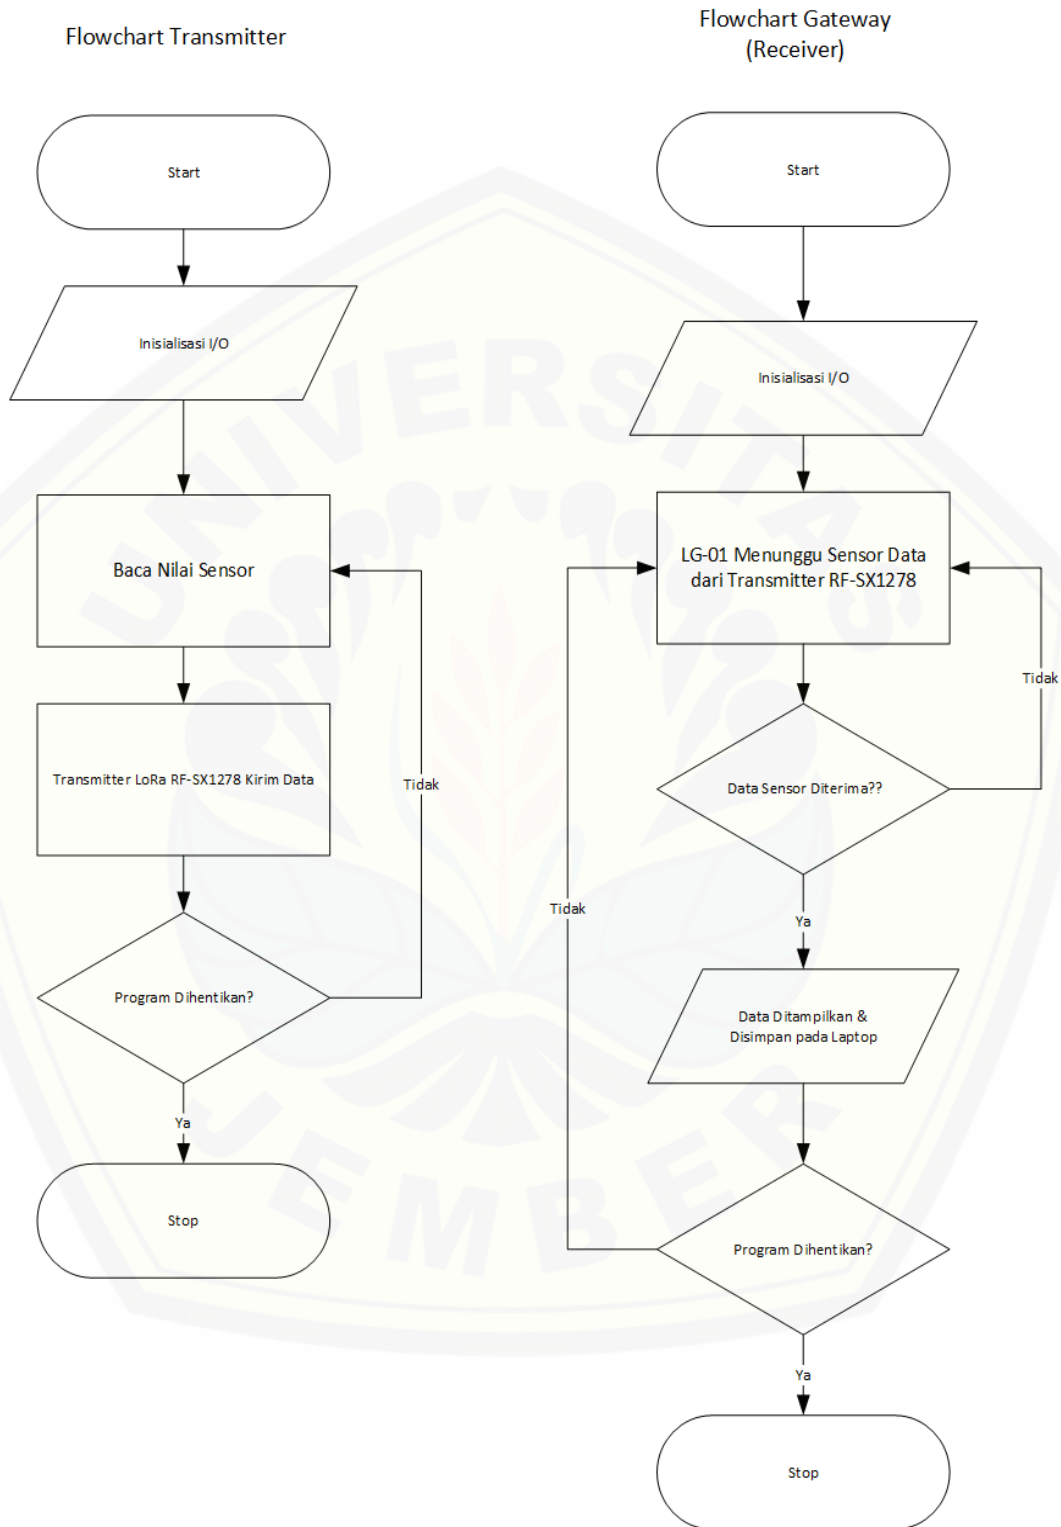 Flowchart Transmitter
Start
Inisialisasi I/O
Baca Nilai Sensor
Transmitter LoRa RF-SX1278 Kirim Data
Tidak
Program Dihentikan?
Ya
Stop
Flowchart Gateway
(Receiver)
Start
Inisialisasi I/O
LG-01 Menunggu Sensor Data
dari Transmitter RF-SX1278
Tidak
Data Sensor Diterima??
Tidak
Ya
Data Ditampilkan &
Disimpan pada Laptop
Program Dihentikan?
Ya
Stop
UNIVERSITAS
JEMBER